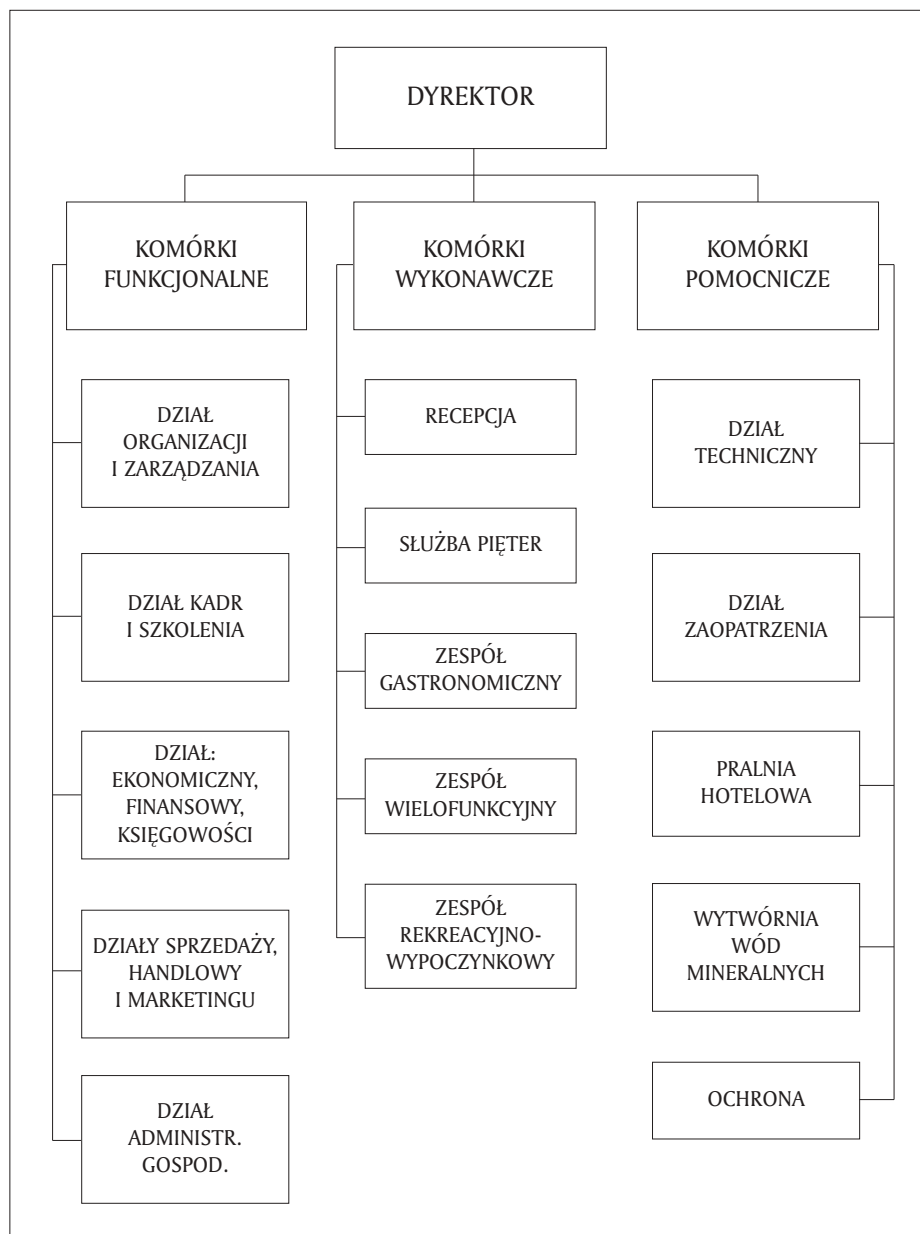 DYREKTOR
KOMÓRKI
FUNKCJONALNE
DZIAŁ
ORGANIZACJI
I ZARZĄDZANIA
DZIAŁ KADR
I SZKOLENIA
DZIAŁ:
EKONOMICZNY,
FINANSOWY,
KSIĘGOWOŚCI
DZIAŁY SPRZEDAŻY,
HANDLOWY
I MARKETINGU
DZIAŁ
ADMINISTR.
GOSPOD.
KOMÓRKI
WYKONAWCZE
RECEPCJA
SŁUŻBA PIĘTER
ZESPÓŁ
GASTRONOMICZNY
ZESPÓŁ
WIELOFUNKCYJNY
ZESPÓŁ
REKREACYJNO-
WYPOCZYNKOWY
KOMÓRKI
POMOCNICZE
DZIAŁ
TECHNICZNY
DZIAŁ
ZAOPATRZENIA
PRALNIA
HOTELOWA
WYTWÓRNIA
WÓD
MINERALNYCH
OCHRONA